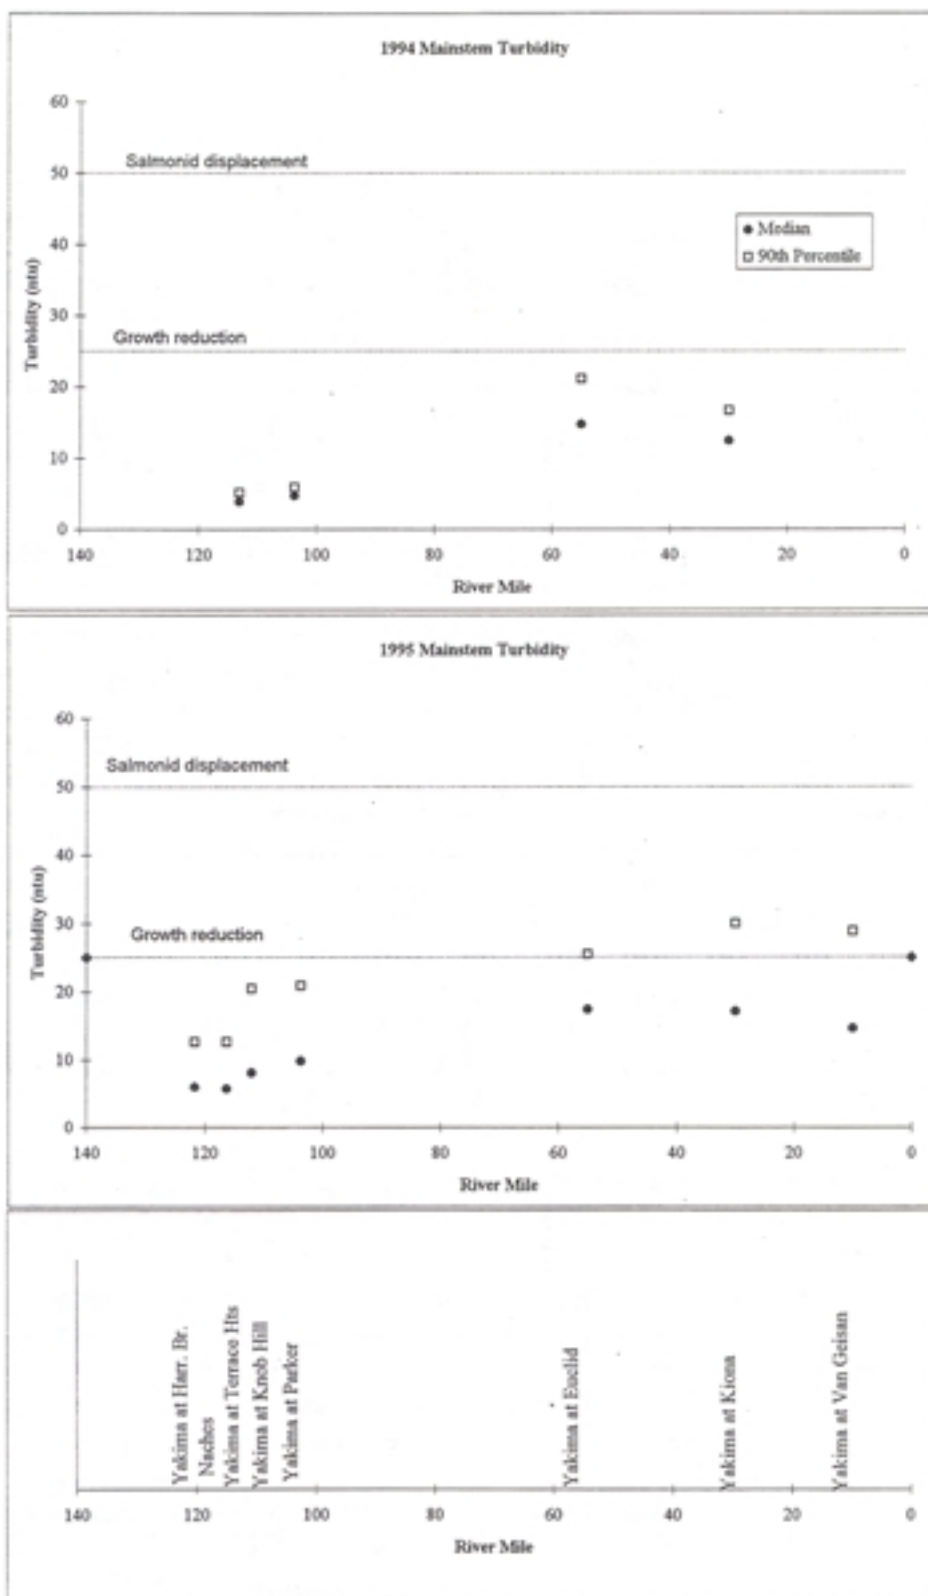 1994 Mainstem Turbidity
60
Salmonid displacement
50
Median
90th Percentile
40
30
Growth reduction
20
10
0
Turbidity (ntu)
140 120 100 80 60 40 20 0
River Mile
1995 Mainstem Turbidity
60
Salmonid displacement
50
40
30
Growth reduction
20
10
0
Turbidity (ntu)
140 120 100 80 60 40 20 0
River Mile
Yakima at Harr. Br.
Naches
Yakima at Terrace Hts
Yakima at Knob Hill
Yakima at Parker
Yakima at Euclid
Yakima at Kiona
Yakima at Van Geisan
140 120 100 80 60 40 20 0
River Mile